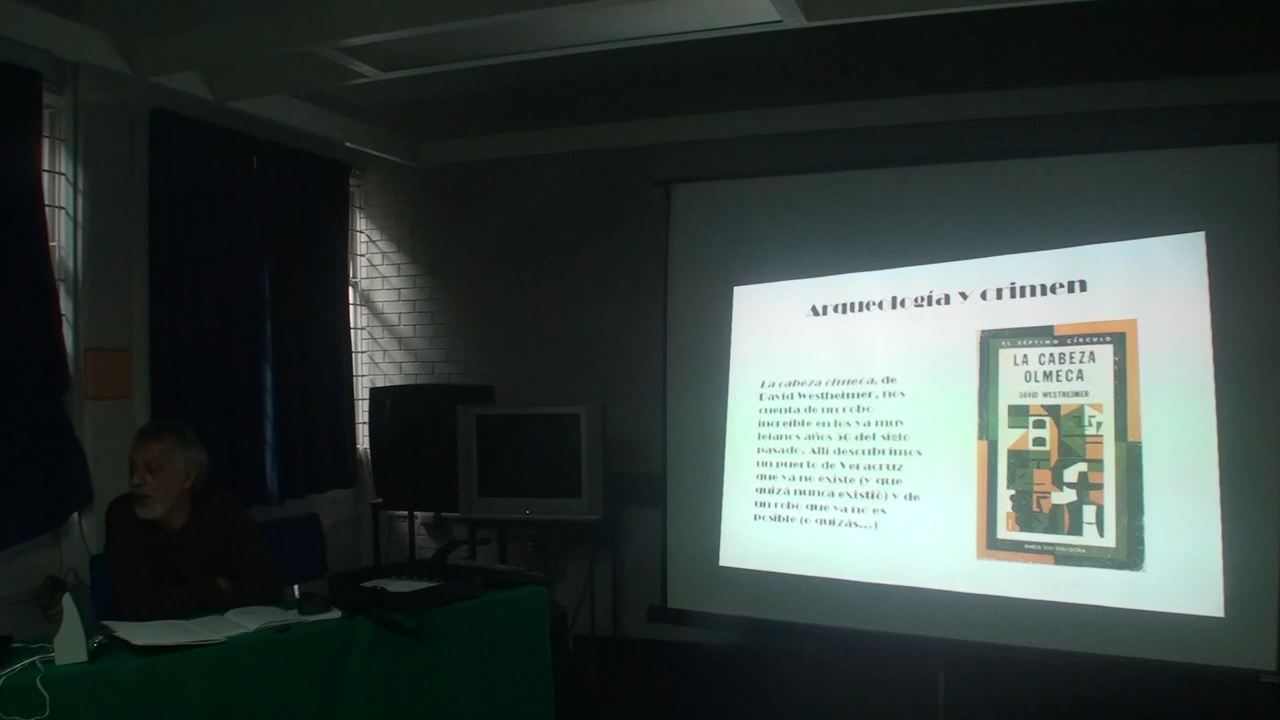 Arqueología y crimen
La cabeza olmeca, de
David Westheimer, nos
cuenta de un robo
increíble en los ya muy
lejanos años 50 del siglo
pasado. Allí descubrimos
un puerto de Veracruz
que ya no existe (y que
quizá nunca existió) y de
un robo que ya no es
posible (o quizás...)
EL SÉPTIMO CÍRCULO
LA CABEZA
OLMECA
DAVID WESTHEIMER